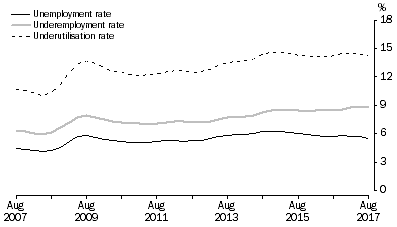 %
Unemployment rate
Underemployment rate
Underutilisation rate
18
15
12
9
6
3
0
Aug Aug Aug Aug Aug Aug
2007 2009 2011 2013 2015 2017